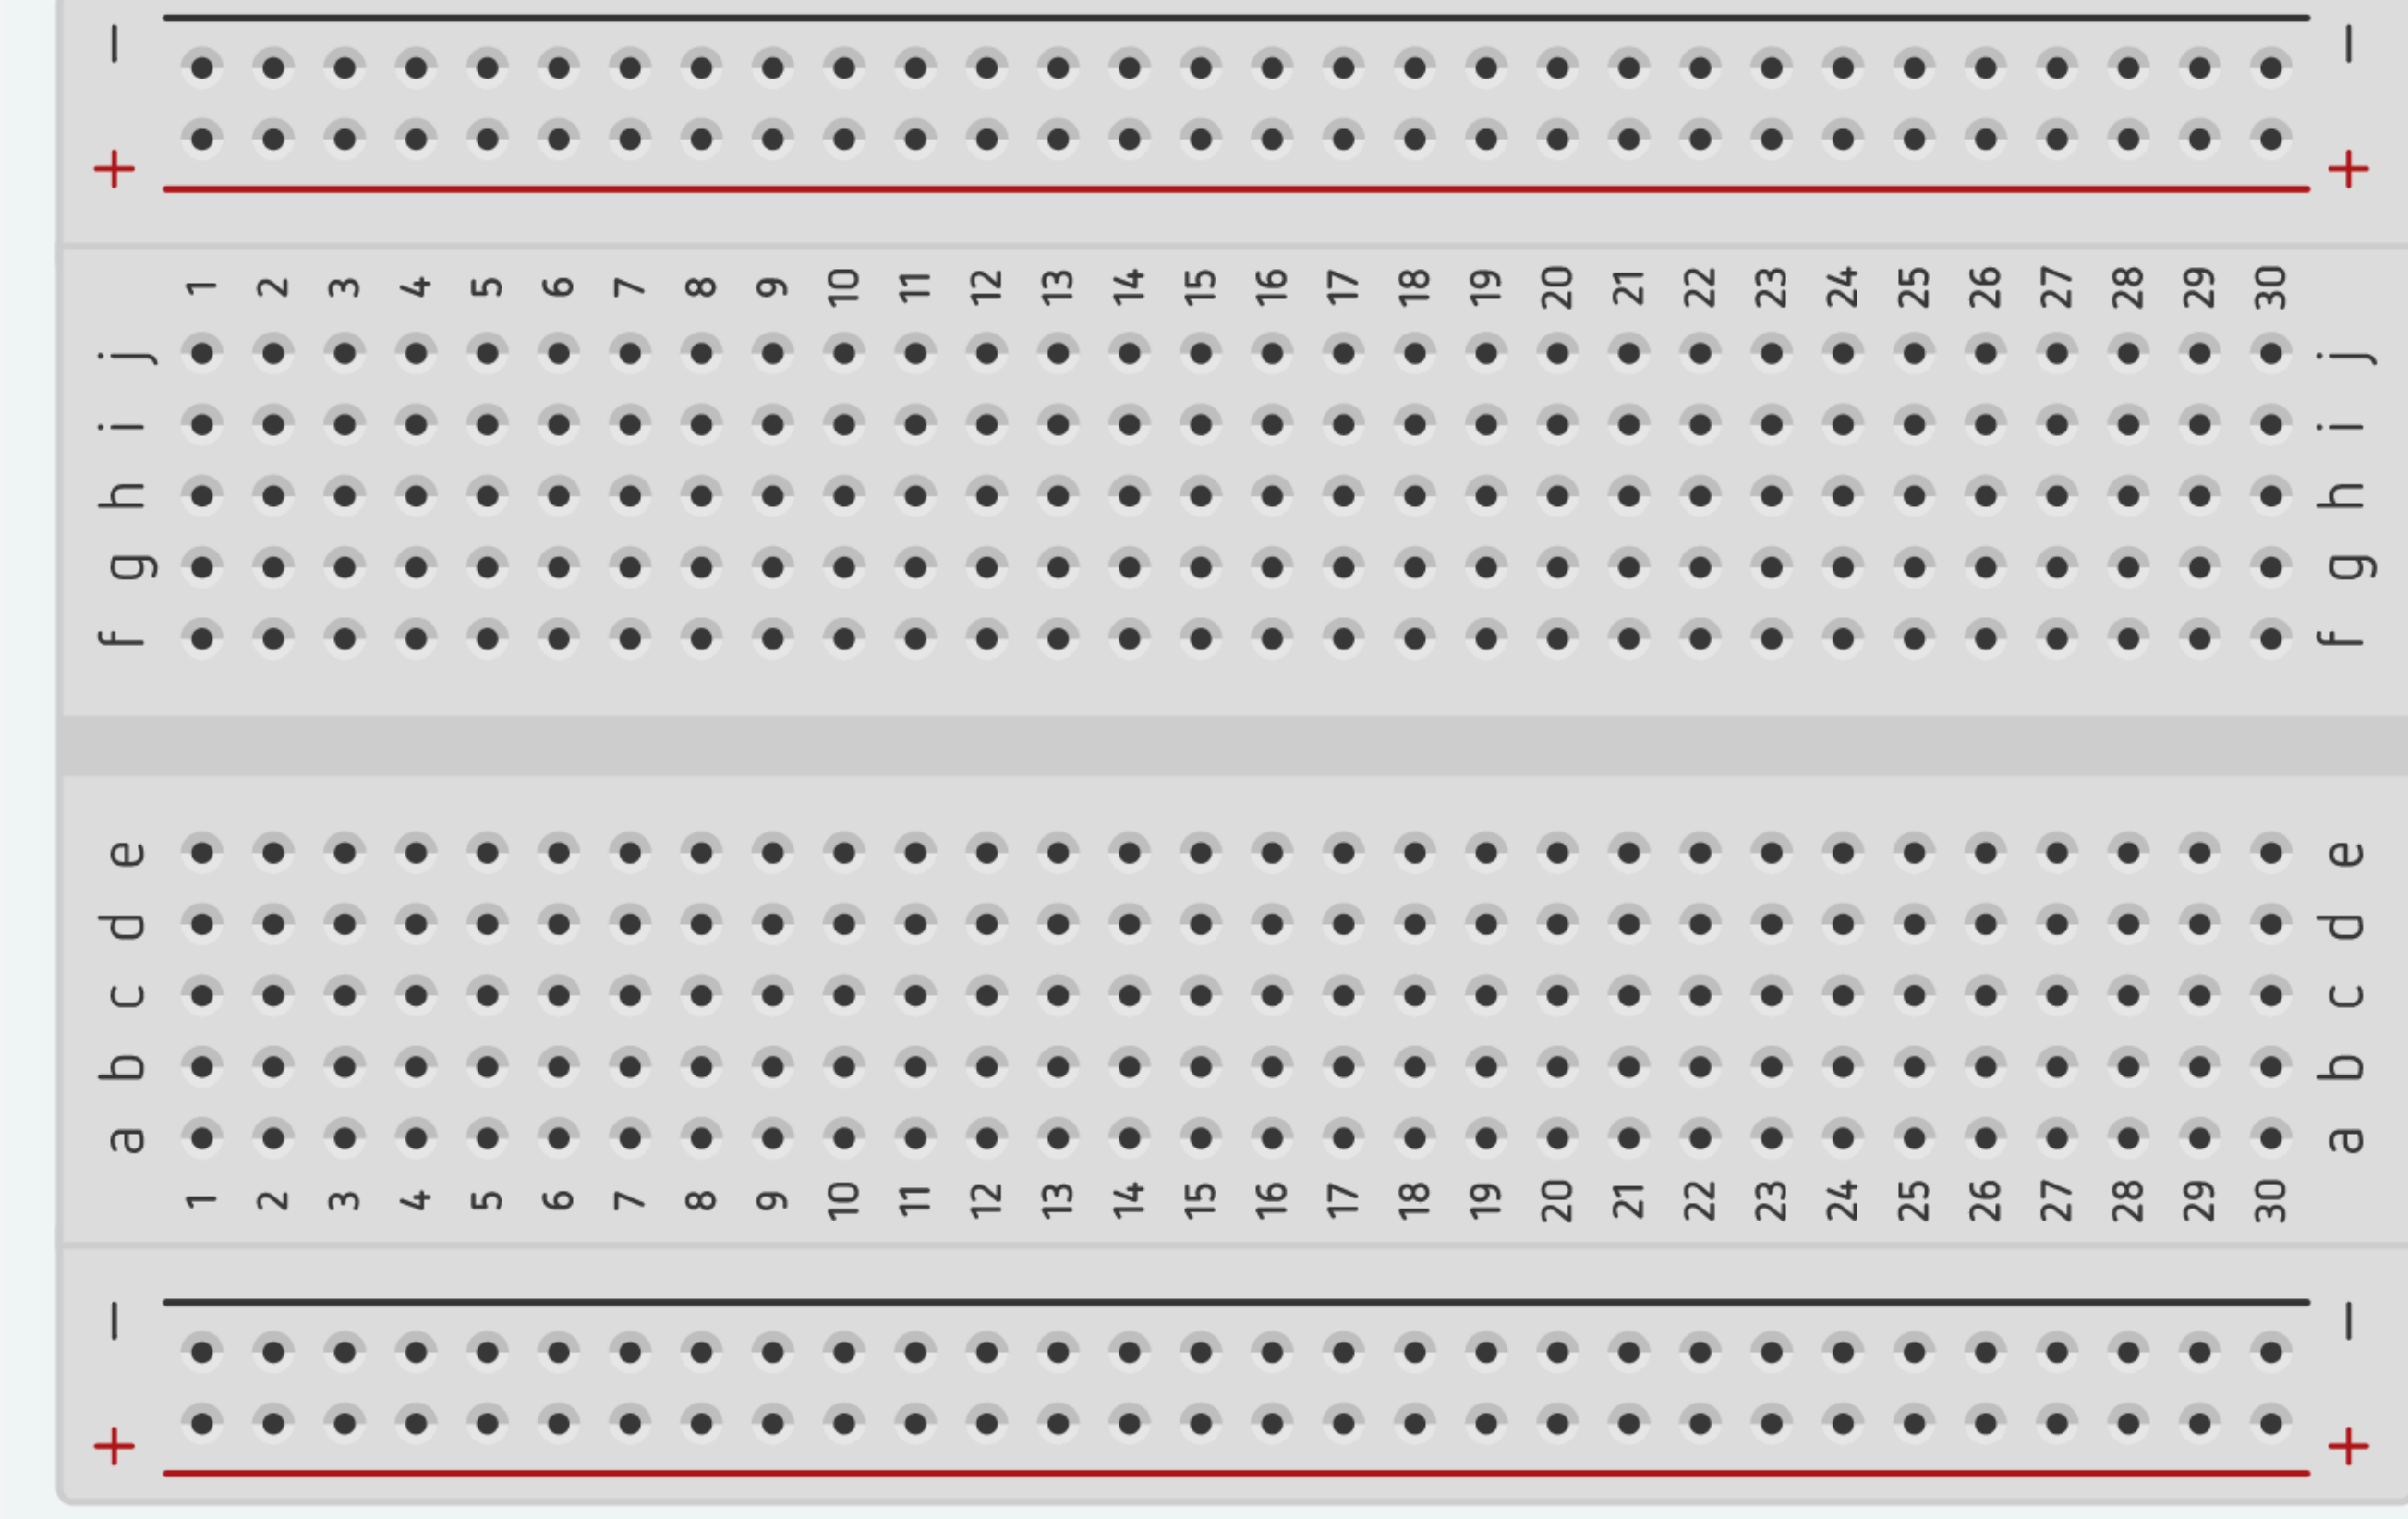 − −
+ +
1 2 3 4 5 6 7 8 9 10 11 12 13 14 15 16 17 18 19 20 21 22 23 24 25 26 27 28 29 30
j j
i i
h h
g g
f f
e e
d d
c c
b b
a a
1 2 3 4 5 6 7 8 9 10 11 12 13 14 15 16 17 18 19 20 21 22 23 24 25 26 27 28 29 30
− −
+ +